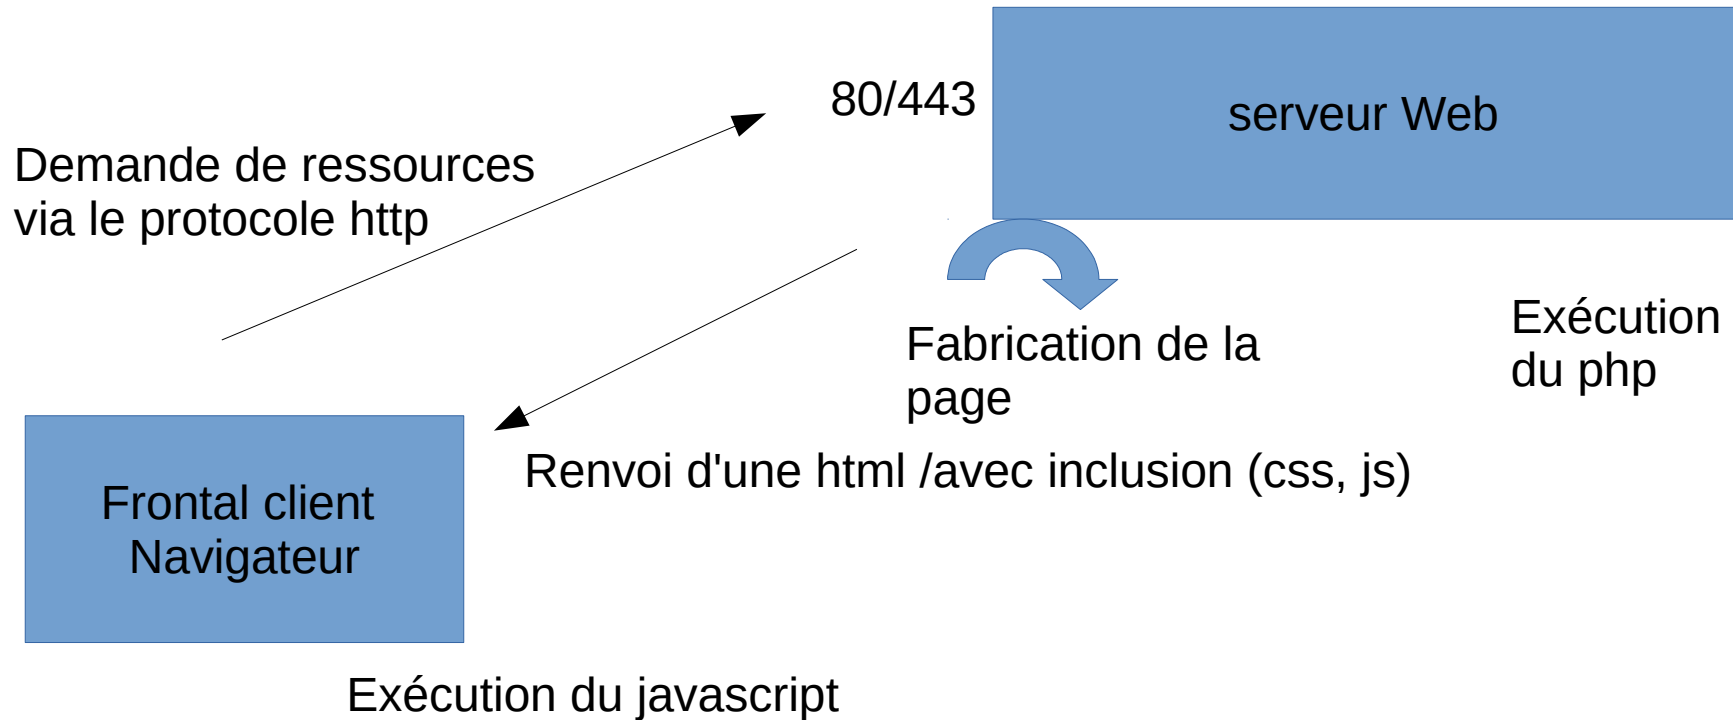 80/443
serveur Web
Demande de ressources
via le protocole http
Exécution
du php
Fabrication de la
page
Renvoi d'une html /avec inclusion (css, js)
Frontal client
Navigateur
Exécution du javascript